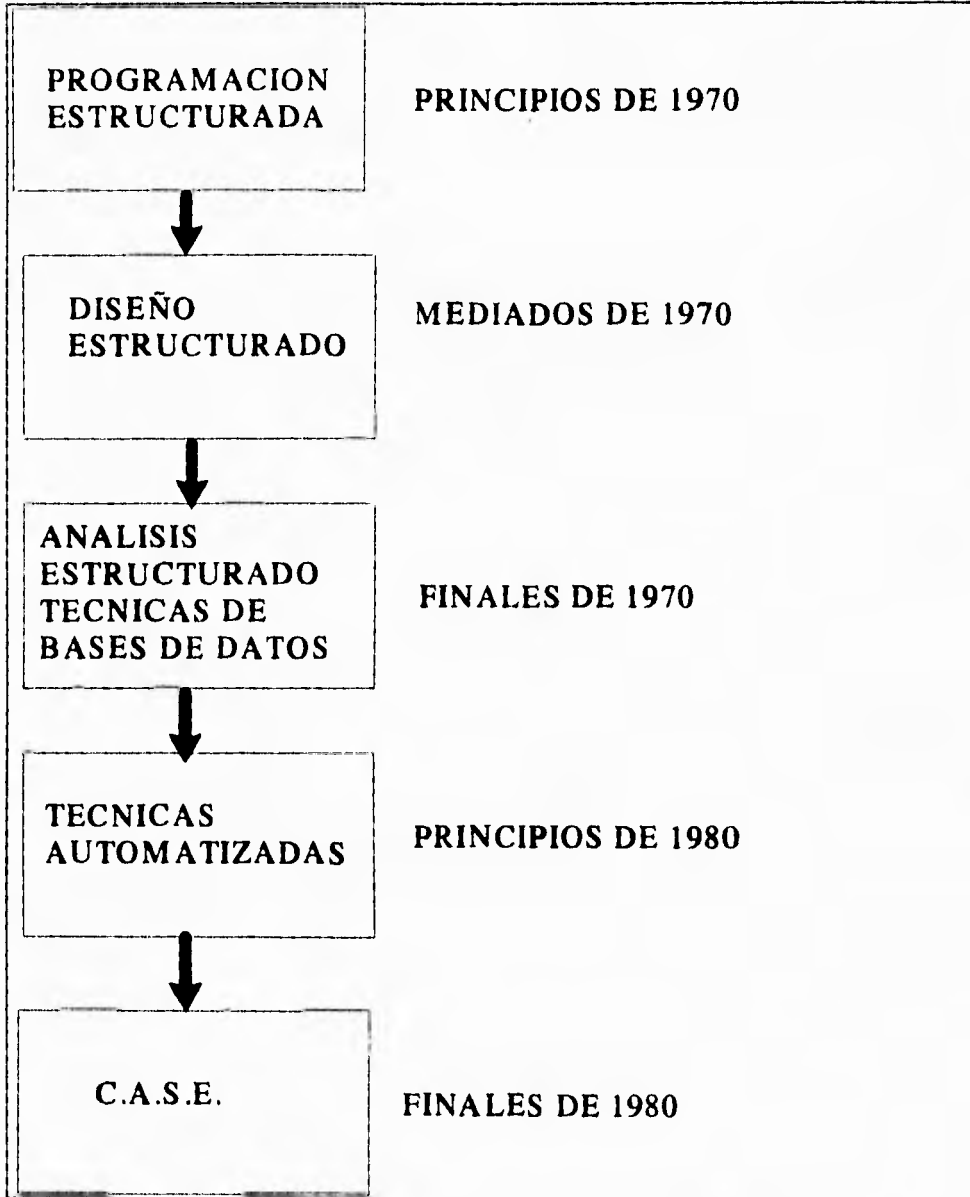 PROGRAMACION
ESTRUCTURADA
PRINCIPIOS DE 1970
DISEÑO
ESTRUCTURADO
MEDIADOS DE 1970
ANALISIS
ESTRUCTURADO
TECNICAS DE
BASES DE DATOS
FINALES DE 1970
TECNICAS
AUTOMATIZADAS
PRINCIPIOS DE 1980
C.A.S.E.
FINALES DE 1980